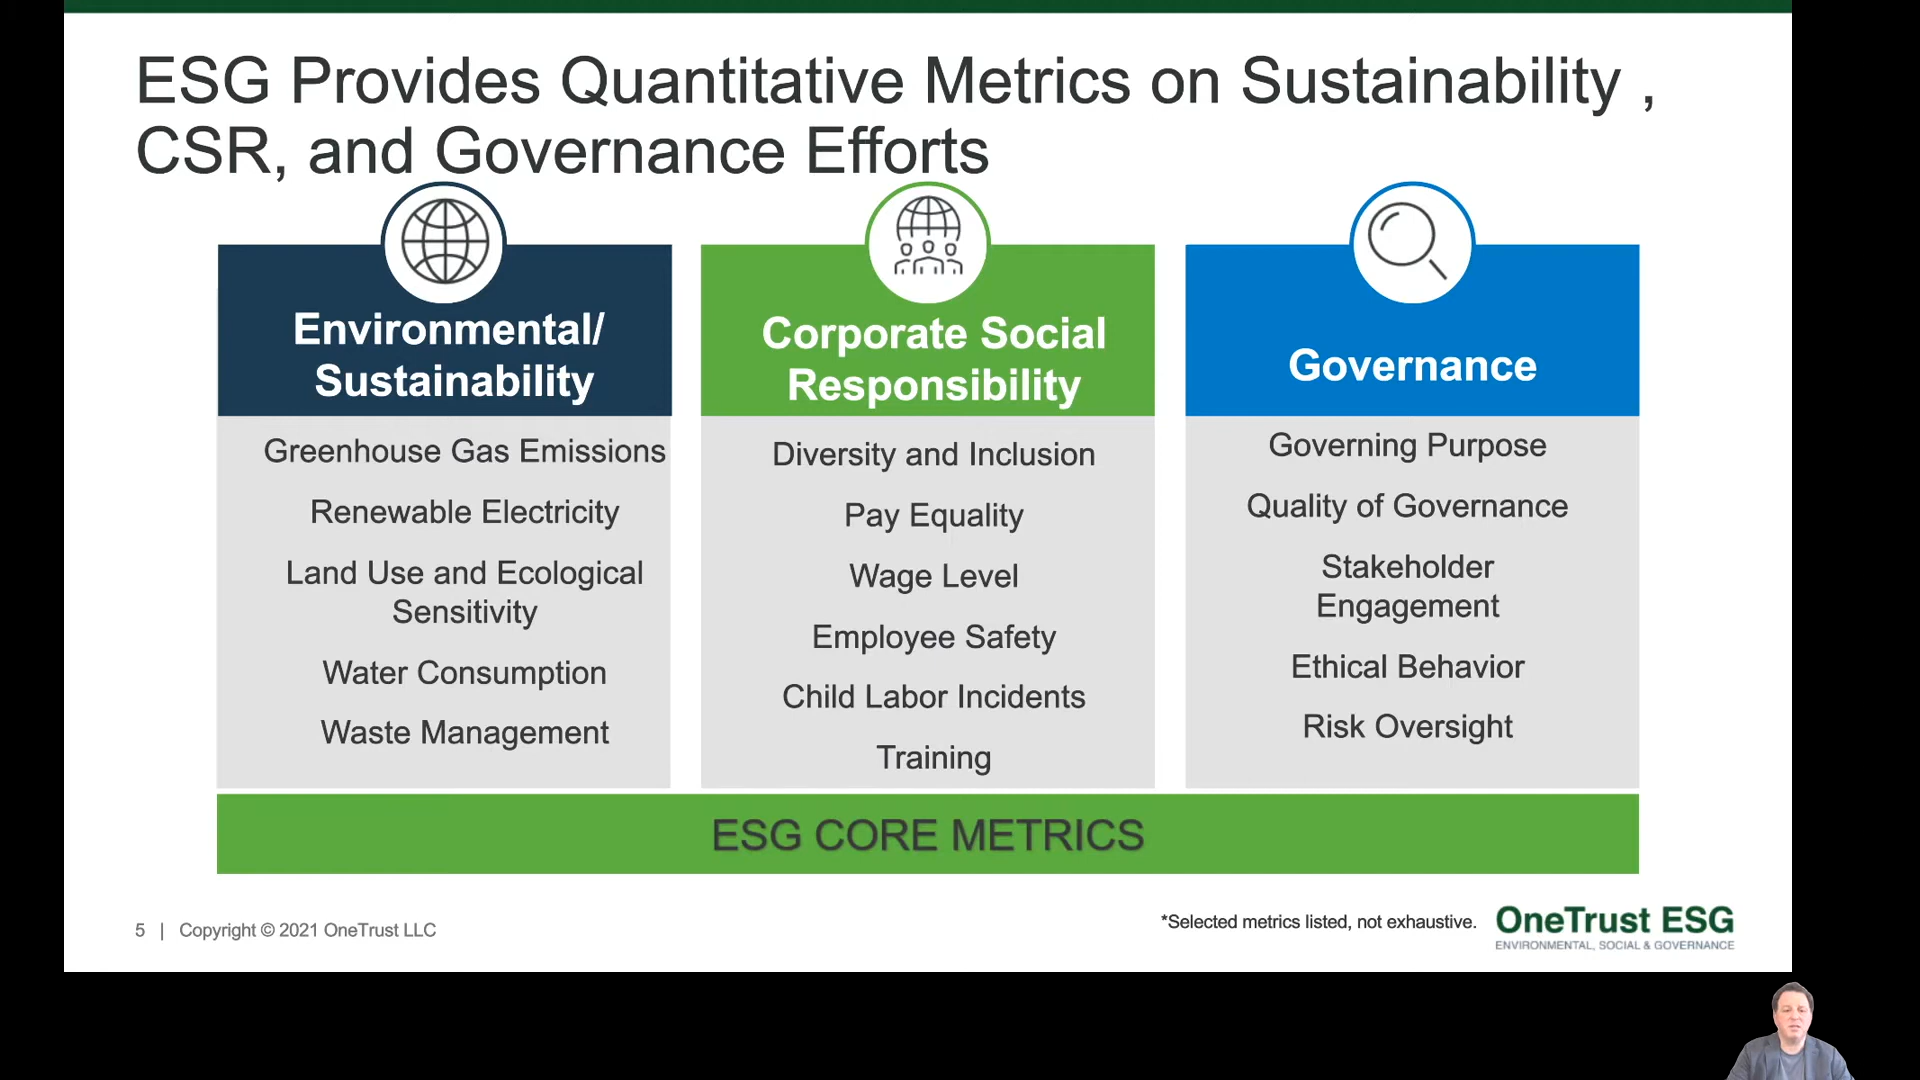 ESG Provides Quantitative Metrics on Sustainability ,
CSR, and Governance Efforts
Environmental/
Sustainability
Greenhouse Gas Emissions
Renewable Electricity
Land Use and Ecological
Sensitivity
Water Consumption
Waste Management
Corporate Social
Responsibility
Diversity and Inclusion
Pay Equality
Wage Level
Employee Safety
Child Labor Incidents
Training
Governance
Governing Purpose
Quality of Governance
Stakeholder
Engagement
Ethical Behavior
Risk Oversight
ESG CORE METRICS
5 | Copyright © 2021 OneTrust LLC
*Selected metrics listed, not exhaustive.
OneTrust ESG
ENVIRONMENTAL, SOCIAL & GOVERNANCE